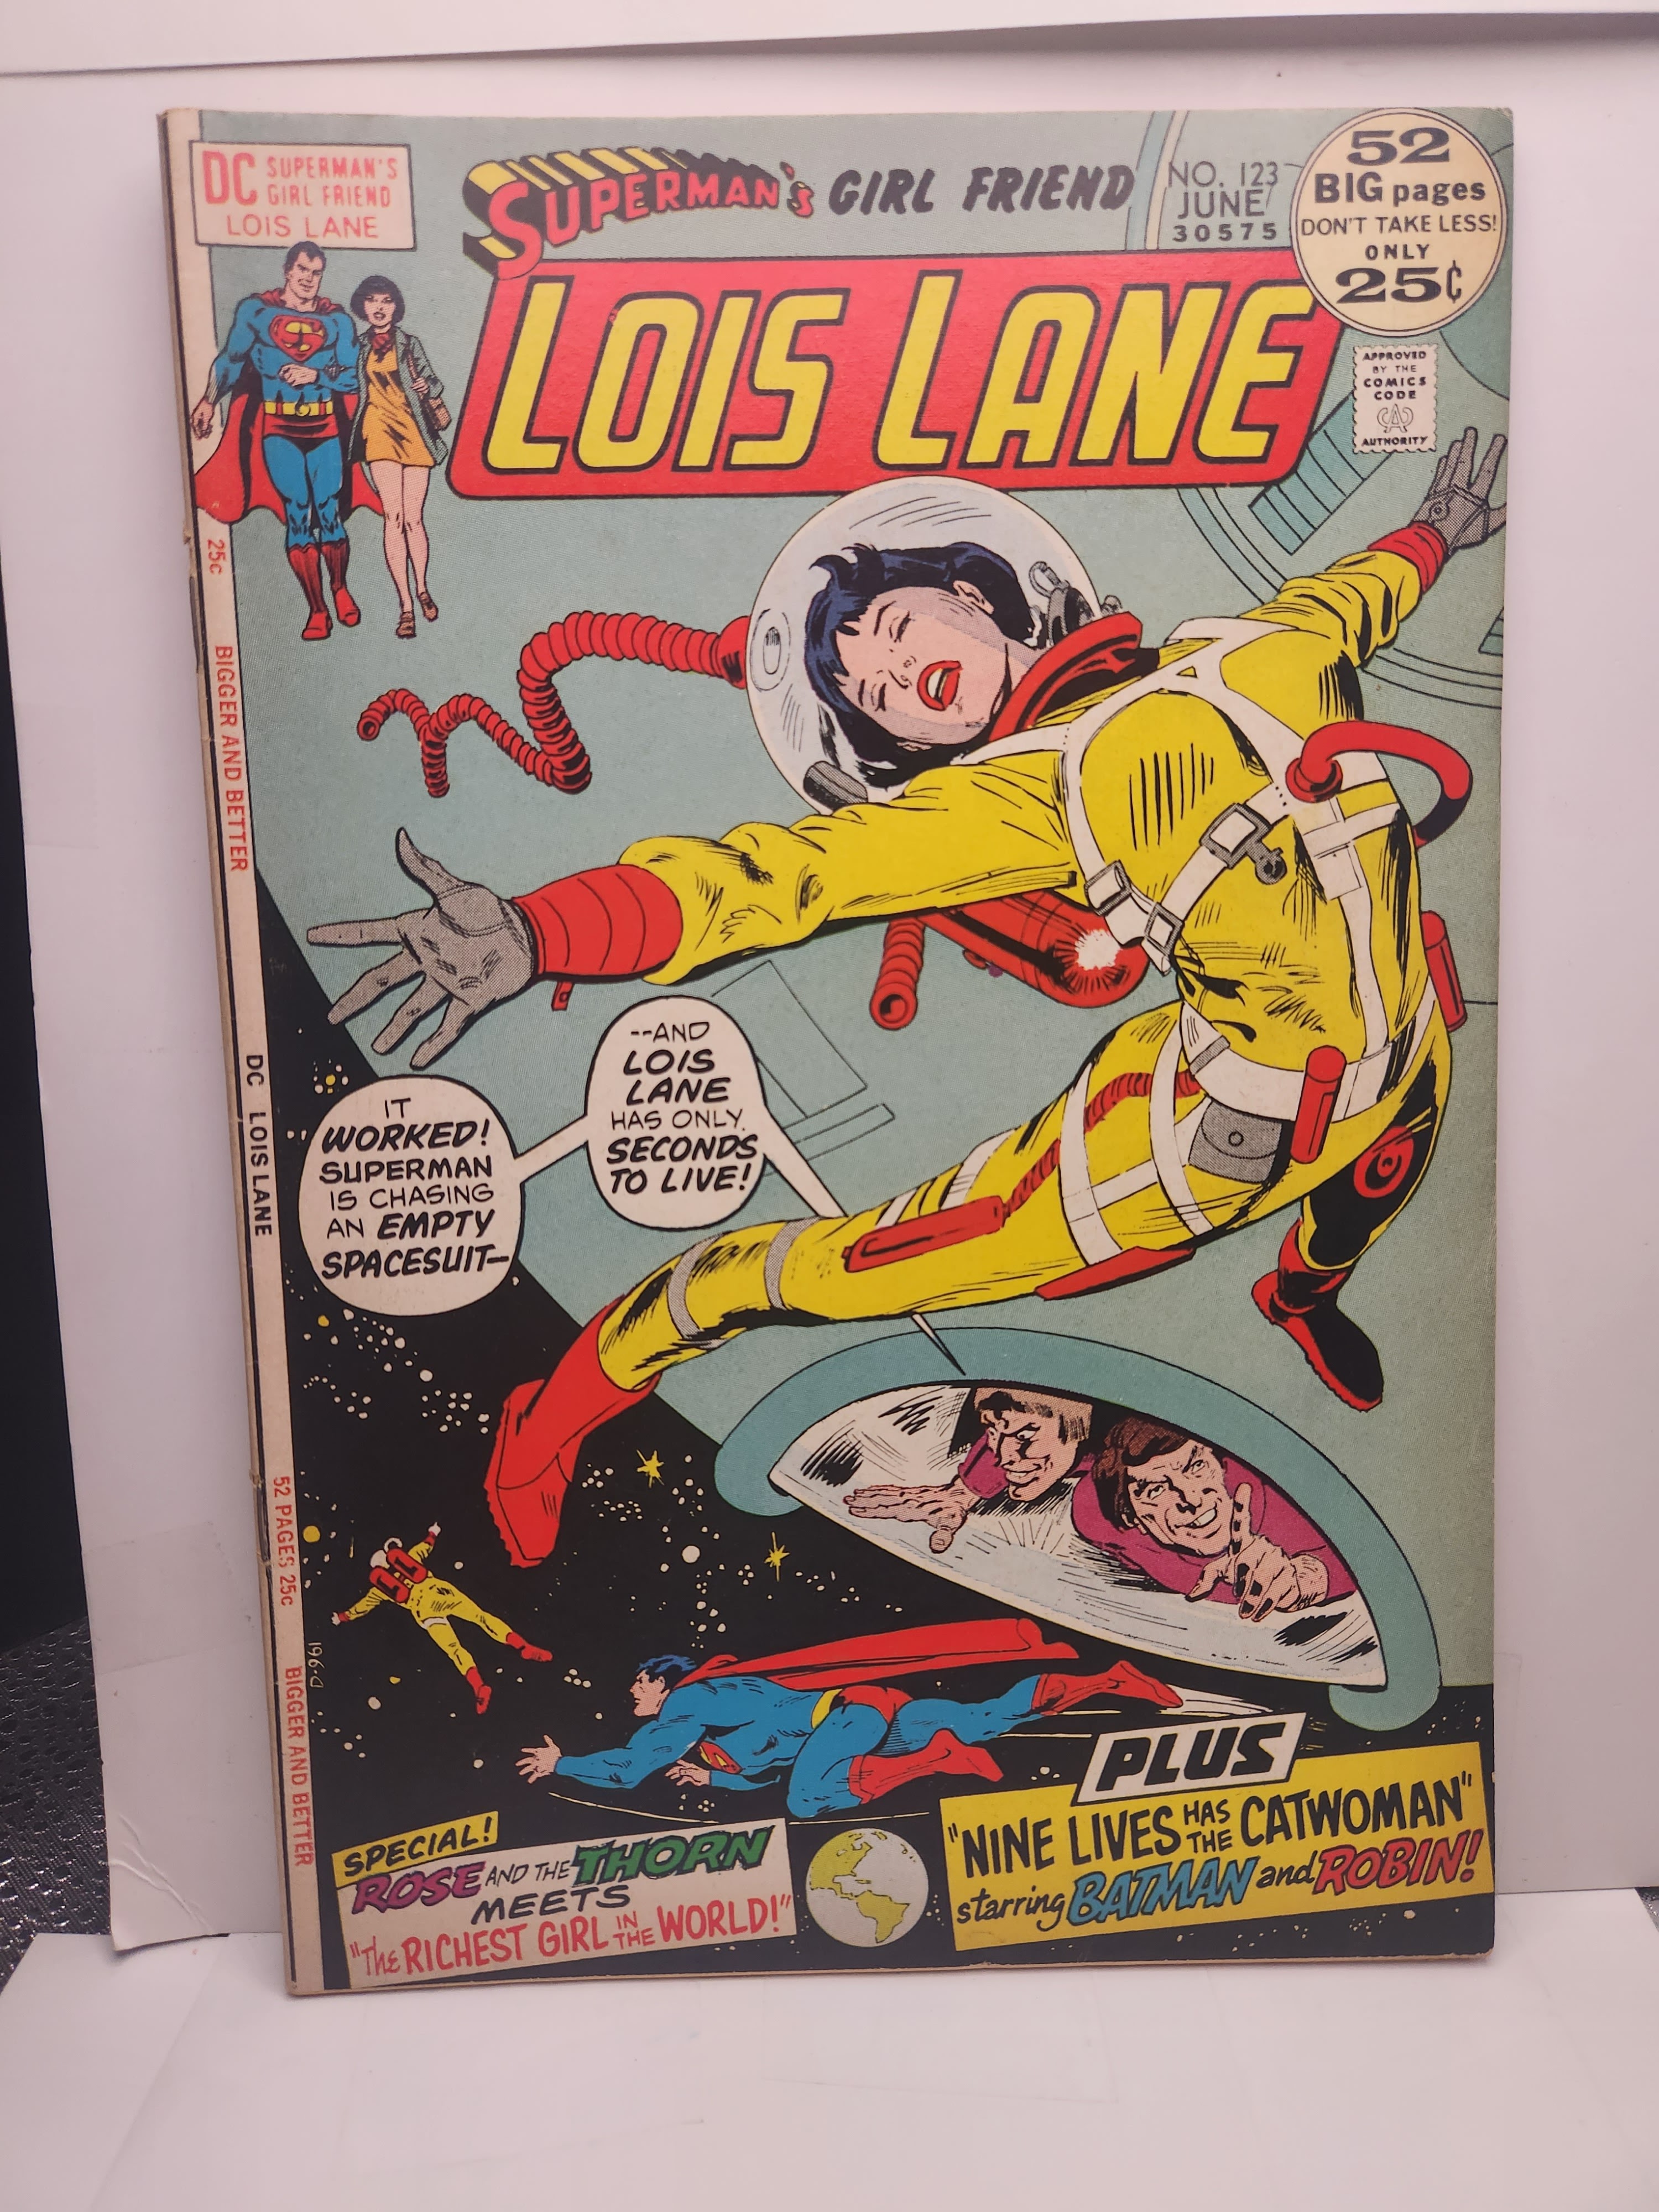 DC SUPERMAN'S
GIRL FRIEND
LOIS LANE
SUPERMAN's GIRL FRIEND
NO. 123
JUNE
30575
52
BIG pages
DON'T TAKE LESS!
ONLY
25¢
LOIS LANE
APPROVED
BY THE
COMICS
CODE
CA
AUTHORITY
25c BIGGER AND BETTER DC LOIS LANE 52 PAGES 25c BIGGER AND BETTER
IT
WORKED!
SUPERMAN
IS CHASING
AN EMPTY
SPACESUIT—
--AND
LOIS
LANE
HAS ONLY
SECONDS
TO LIVE!
SPECIAL!
ROSE AND THE THORN
MEETS
"The RICHEST GIRL IN THE WORLD!"
PLUS
"NINE LIVES HAS THE CATWOMAN"
starring BATMAN and ROBIN!